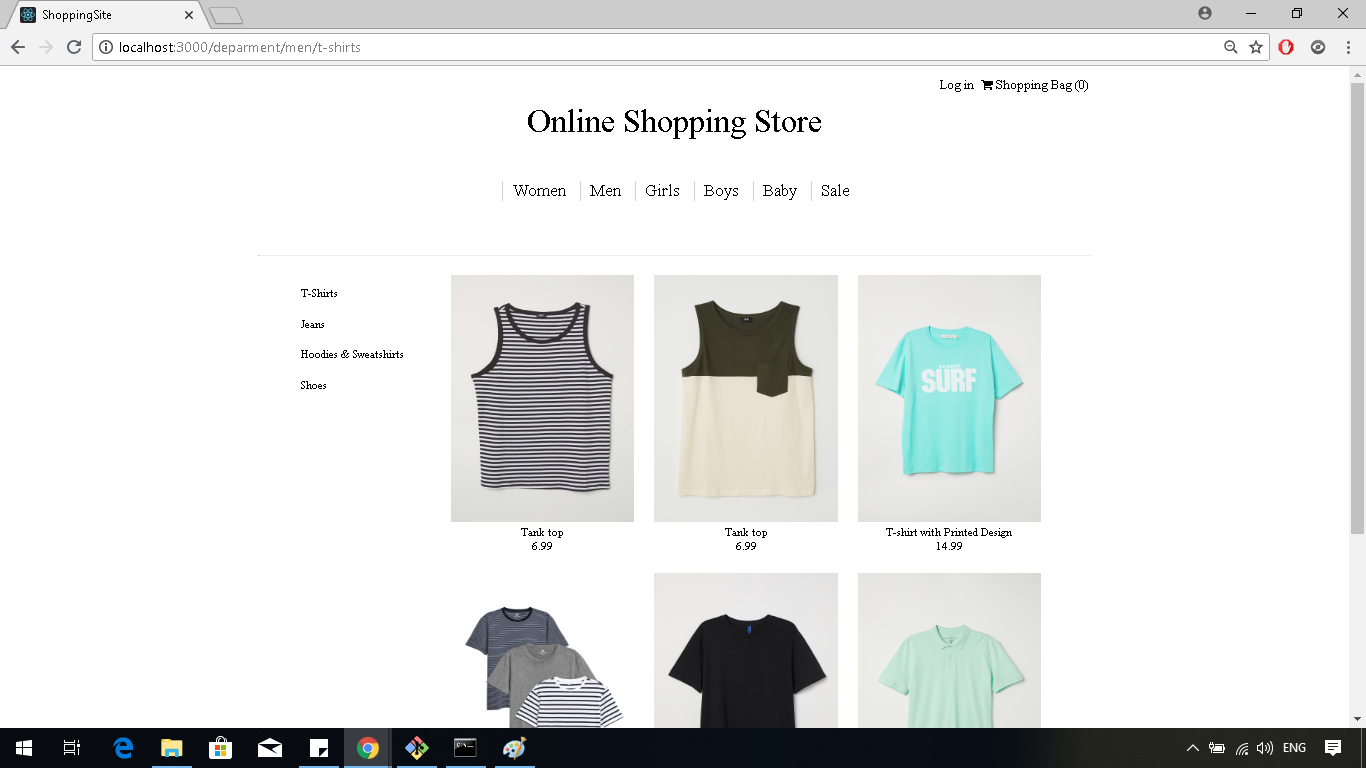 ShoppingSite
localhost:3000/deparment/men/t-shirts
Log in Shopping Bag (0)
Online Shopping Store
Women Men Girls Boys Baby Sale
T-Shirts
Jeans
Hoodies & Sweatshirts
Shoes
SURF
Tank top
6.99
Tank top
6.99
T-shirt with Printed Design
14.99
ENG